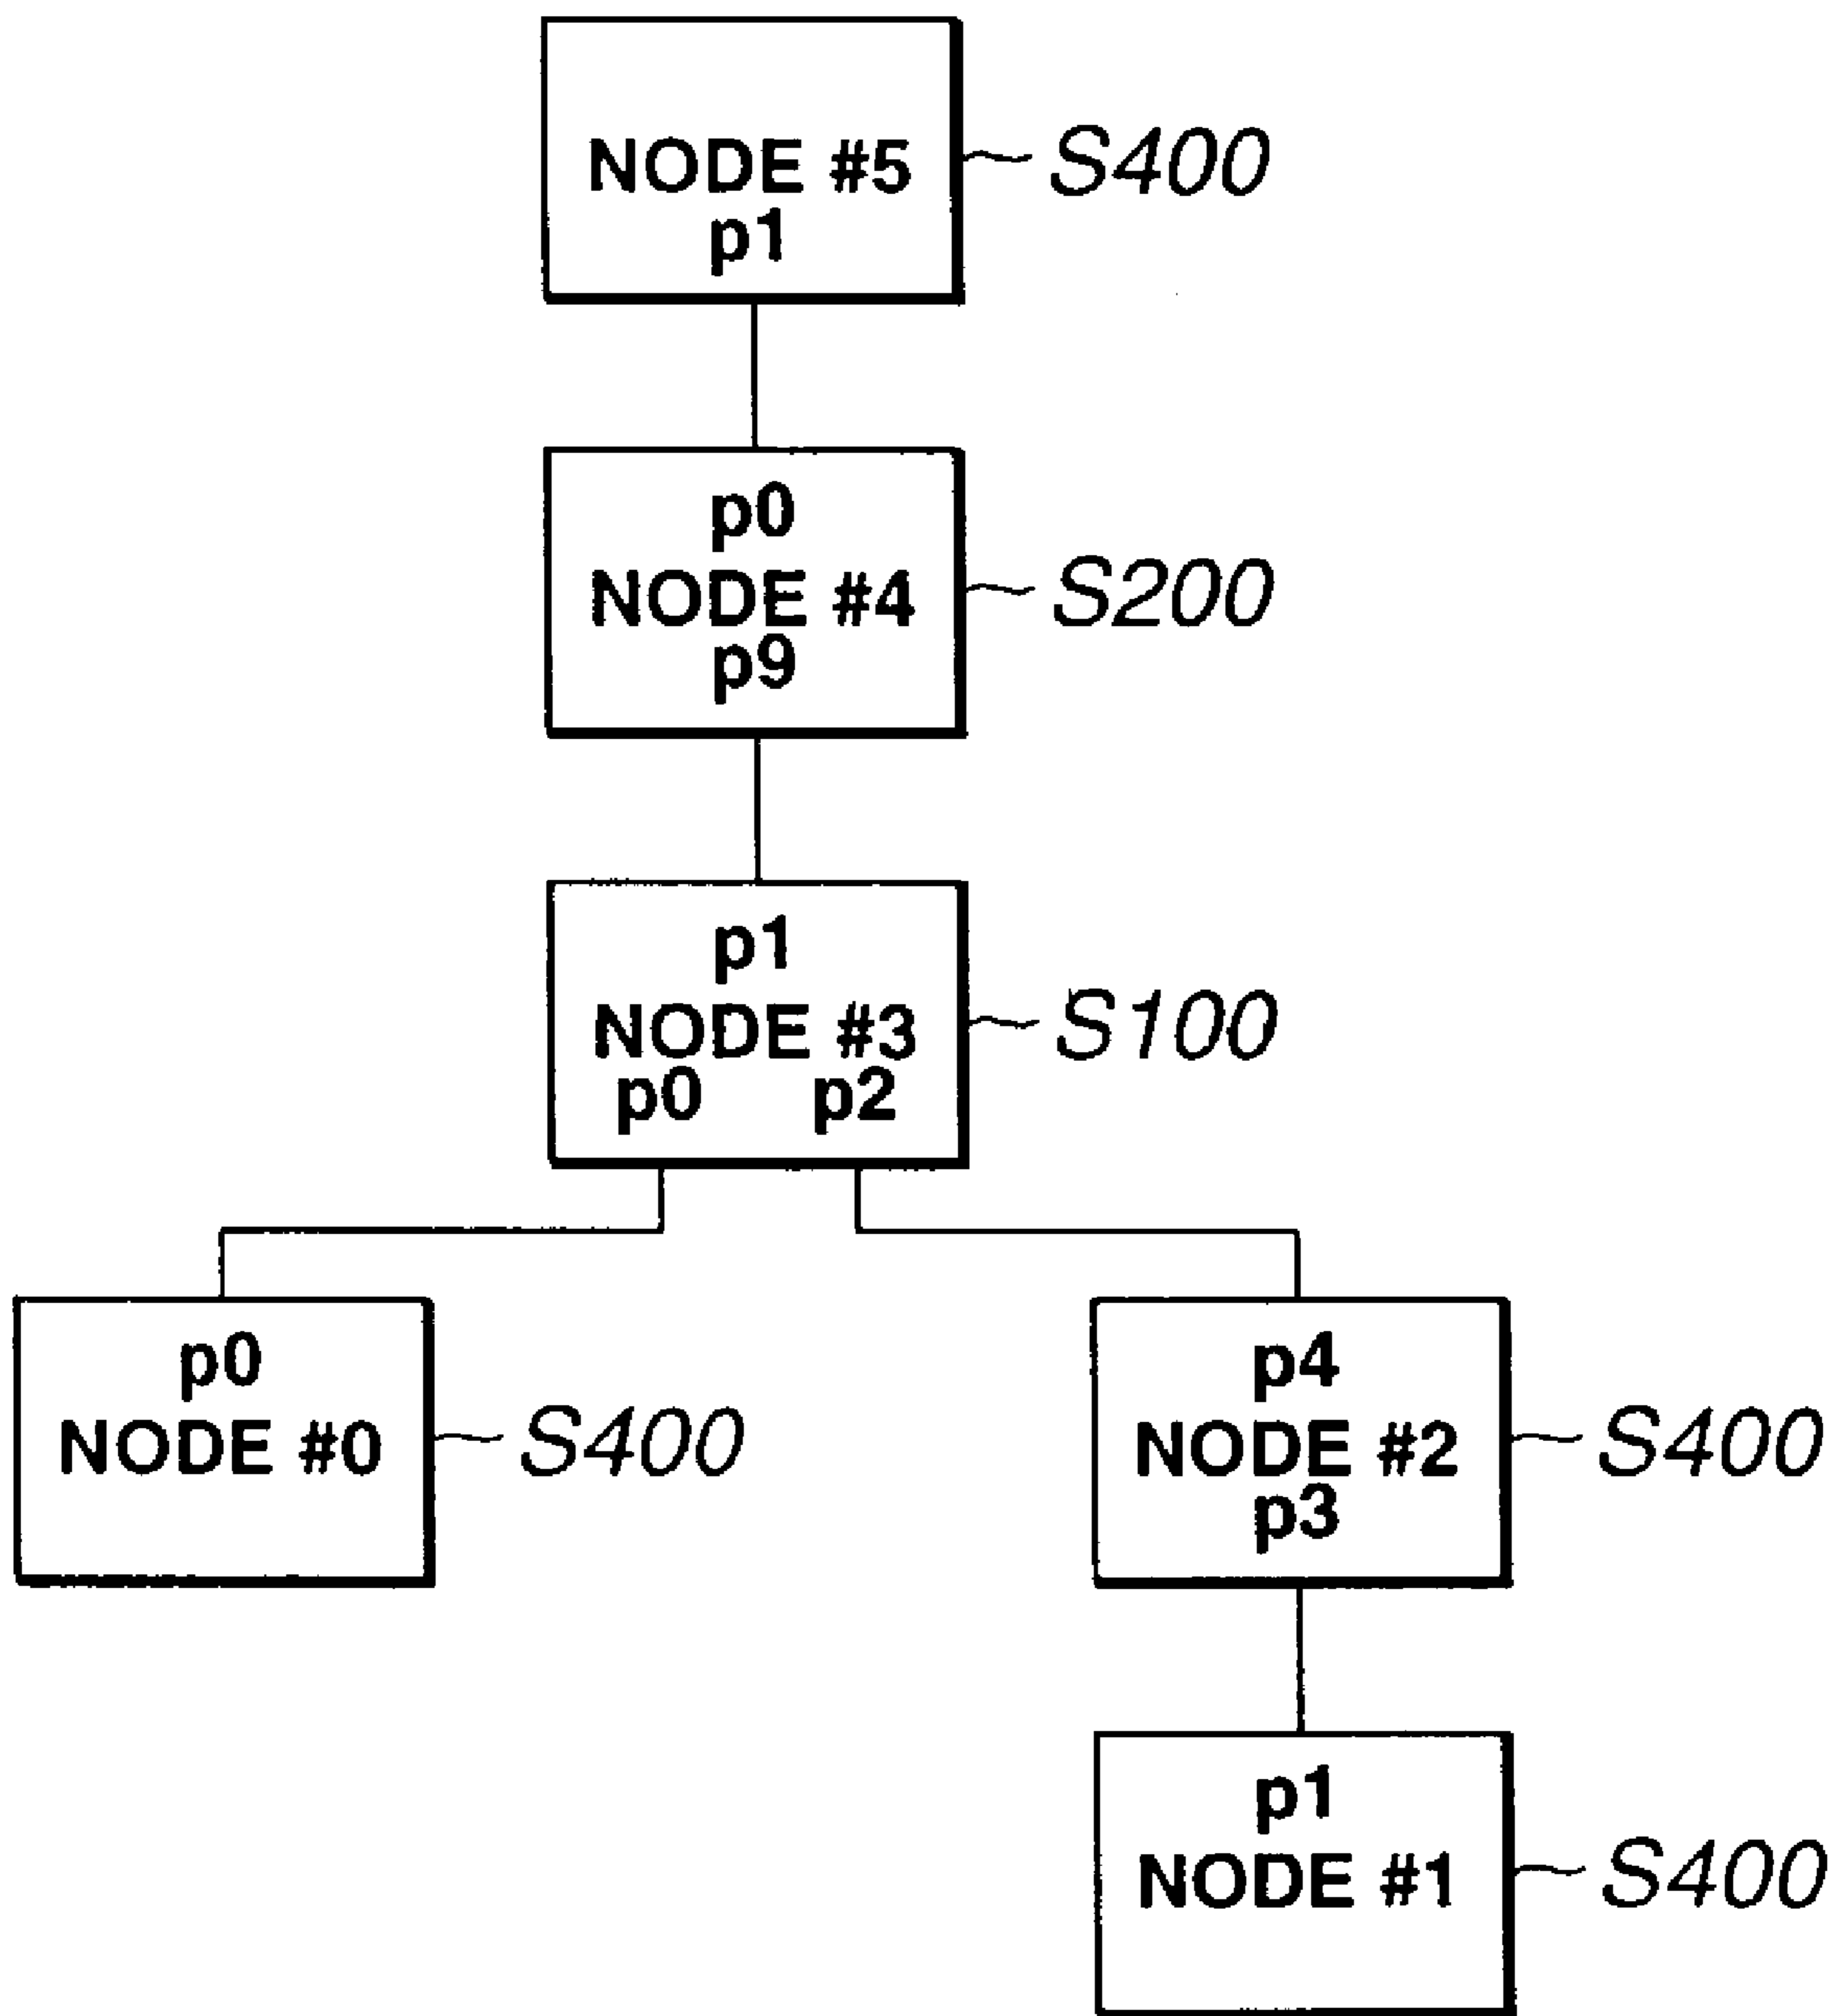 NODE #5
p1
S400
p0
NODE #4
p9
S200
p1
NODE #3
p0 p2
S100
p0
NODE #0
S400
p4
NODE #2
p3
S400
p1
NODE #1
S400